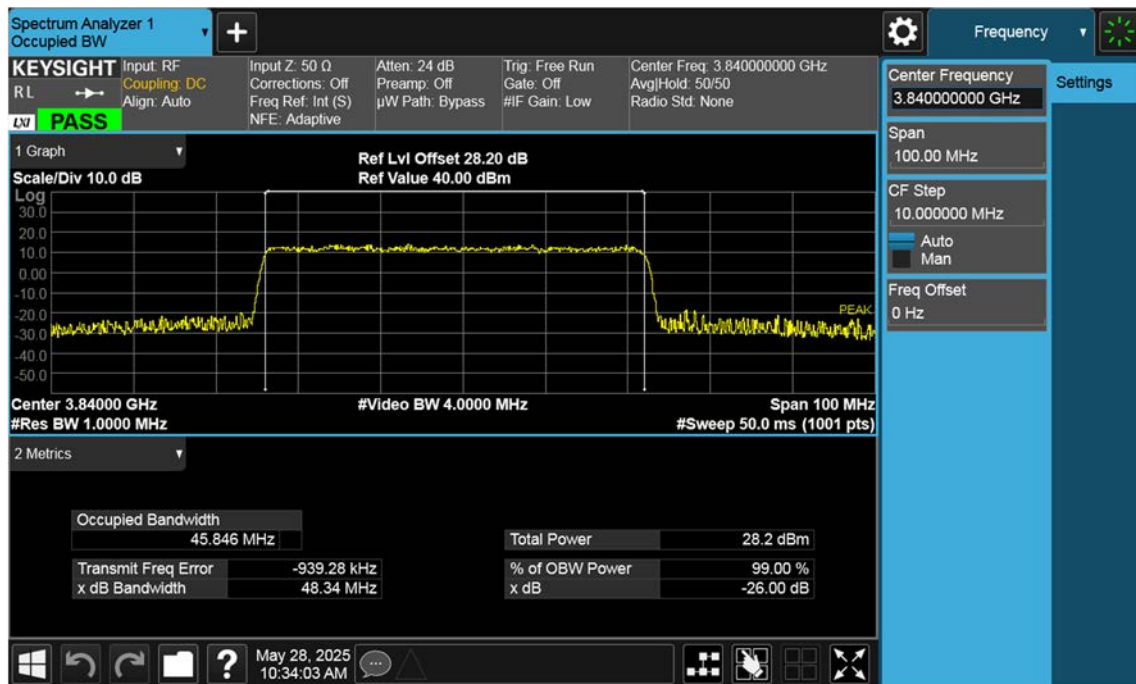 Spectrum Analyzer 1
Occupied BW
+
Frequency
KEYSIGHT
R L
LXI
PASS
Input: RF
Coupling: DC
Align: Auto
Input Z: 50 Ω
Corrections: Off
Freq Ref: Int (S)
NFE: Adaptive
Atten: 24 dB
Preamp: Off
µW Path: Bypass
Trig: Free Run
Gate: Off
#IF Gain: Low
Center Freq: 3.840000000 GHz
Avg|Hold: 50/50
Radio Std: None
Center Frequency
3.840000000 GHz
Settings
Span
100.00 MHz
CF Step
10.000000 MHz
Auto
Man
Freq Offset
0 Hz
1 Graph
Scale/Div 10.0 dB
Ref Lvl Offset 28.20 dB
Ref Value 40.00 dBm
Log
30.0
20.0
10.0
0.00
-10.0
-20.0
-30.0
-40.0
-50.0
PEAK
Center 3.84000 GHz
#Video BW 4.0000 MHz
Span 100 MHz
#Res BW 1.0000 MHz
#Sweep 50.0 ms (1001 pts)
2 Metrics
Occupied Bandwidth
45.846 MHz
Total Power 28.2 dBm
Transmit Freq Error -939.28 kHz
% of OBW Power 99.00 %
x dB Bandwidth 48.34 MHz
x dB -26.00 dB
?
May 28, 2025
10:34:03 AM